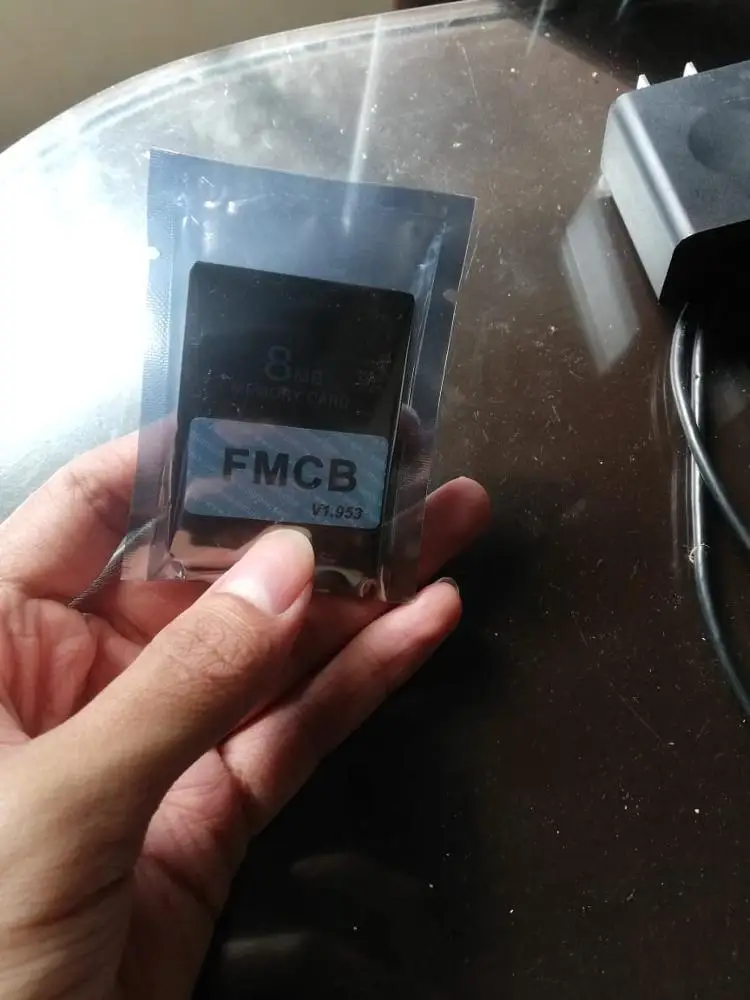 8MB
MEMORY CARD
FMCB
V1.953